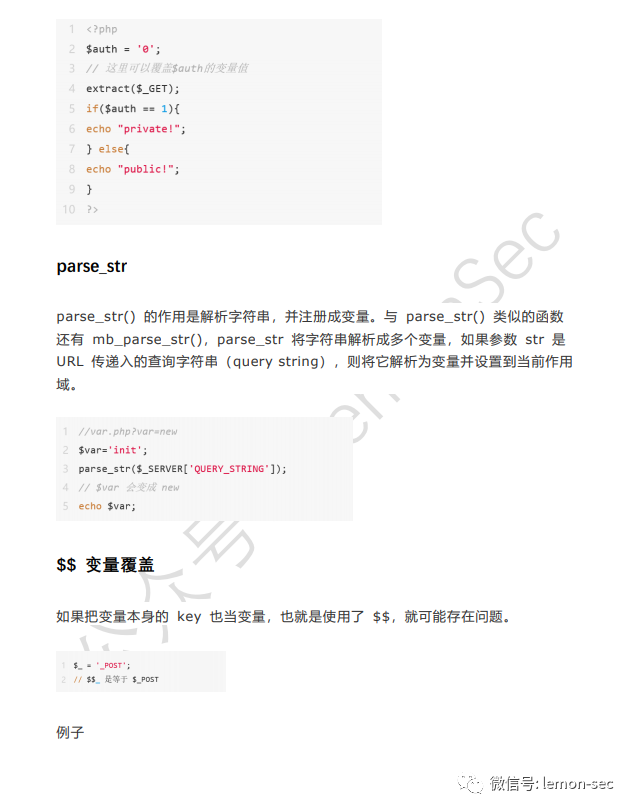 1 <?php
2 $auth = '0';
3 // 这里可以覆盖$auth的变量值
4 extract($_GET);
5 if($auth == 1){
6 echo "private!";
7 } else{
8 echo "public!";
9 }
10 ?>
parse_str
parse_str() 的作用是解析字符串，并注册成变量。与 parse_str() 类似的函数
还有 mb_parse_str()，parse_str 将字符串解析成多个变量，如果参数 str 是
URL 传递入的查询字符串（query string），则将它解析为变量并设置到当前作用
域。
1 //var.php?var=new
2 $var='init';
3 parse_str($_SERVER['QUERY_STRING']);
4 // $var 会变成 new
5 echo $var;
$$ 变量覆盖
如果把变量本身的 key 也当变量，也就是使用了 $$，就可能存在问题。
1 $_ = '_POST';
2 // $$_ 是等于 $_POST
例子
公众号
enSec
微信号: lemon-sec